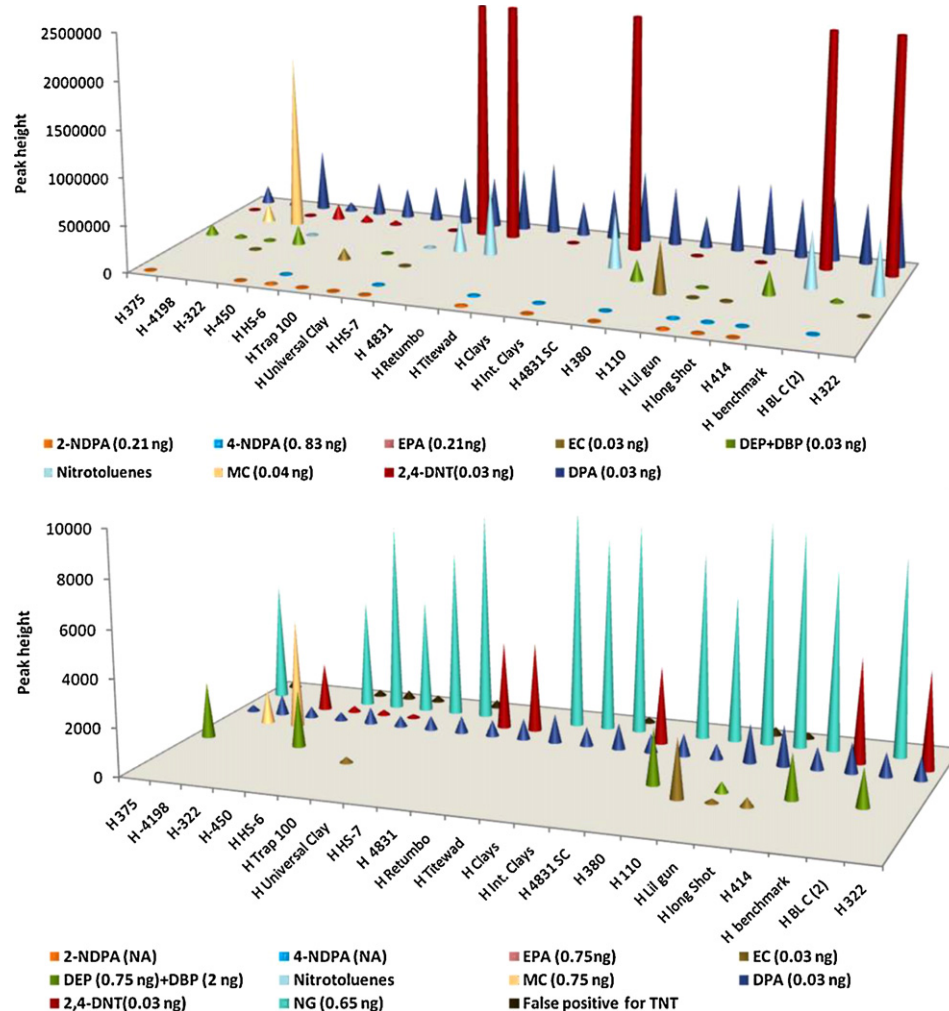 2500000
2000000
1500000
1000000
500000
0
Peak height
H 375
H-4198
H-322
H-450
H HS-6
H Trap 100
H Universal Clay
H HS-7
H 4831
H Retumbo
H Titewad
H Clays
H Int. Clays
H 4831 SC
H380
H 110
H Lil gun
H long Shot
H 414
H benchmark
H BL C (2)
H 322
2-NDPA (0.21 ng) 4-NDPA (0. 83 ng) EPA (0.21ng) EC (0.03 ng) DEP+DBP (0.03 ng)
Nitrotoluenes MC (0.04 ng) 2,4-DNT(0.03 ng) DPA (0.03 ng)
10000
8000
6000
4000
2000
0
Peak height
H 375
H-4198
H-322
H-450
H HS-6
H Trap 100
H Universal Clay
H HS-7
H 4831
H Retumbo
H Titewad
H Clays
H Int. Clays
H 4831 SC
H 380
H 110
H Lil gun
H long Shot
H 414
H benchmark
H BL C (2)
H 322
2-NDPA (NA) 4-NDPA (NA) EPA (0.75ng) EC (0.03 ng)
DEP (0.75 ng)+DBP (2 ng) Nitrotoluenes MC (0.75 ng) DPA (0.03 ng)
2,4-DNT(0.03 ng) NG (0.65 ng) False positive for TNT